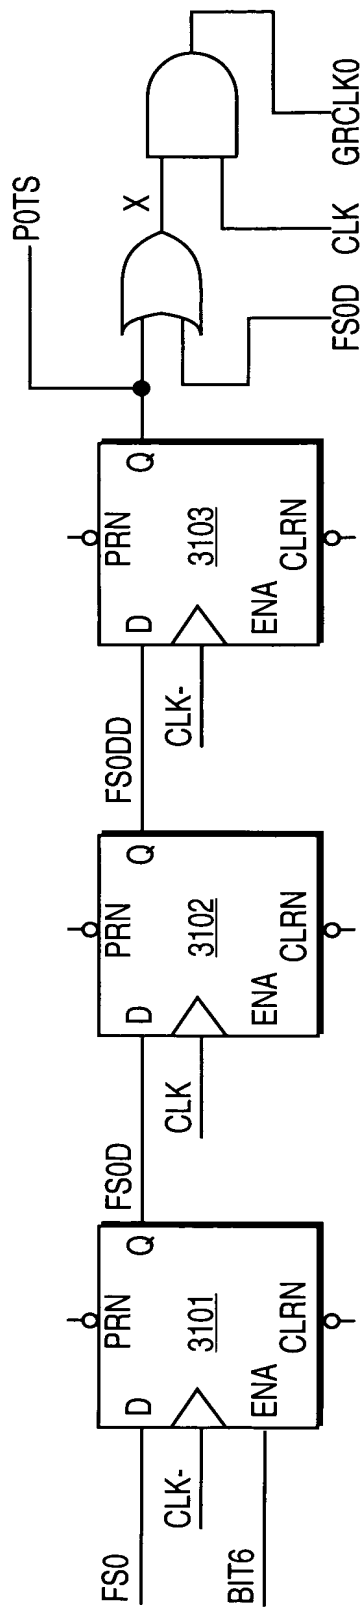 FS0
CLK-
BIT6
D
PRN
Q
3101
ENA
CLRN
FS0D
CLK
D
PRN
Q
3102
ENA
CLRN
FS0DD
CLK-
D
PRN
Q
3103
ENA
CLRN
P0TS
X
FS0D
CLK
GRCLK0